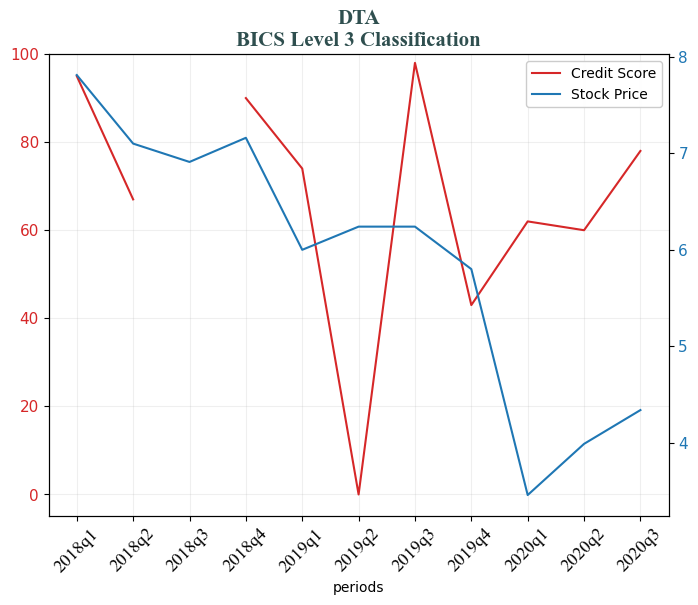 DTA
BICS Level 3 Classification
Credit Score
Stock Price
100
80
60
40
20
0
8
7
6
5
4
2018q1
2018q2
2018q3
2018q4
2019q1
2019q2
2019q3
2019q4
2020q1
2020q2
2020q3
periods